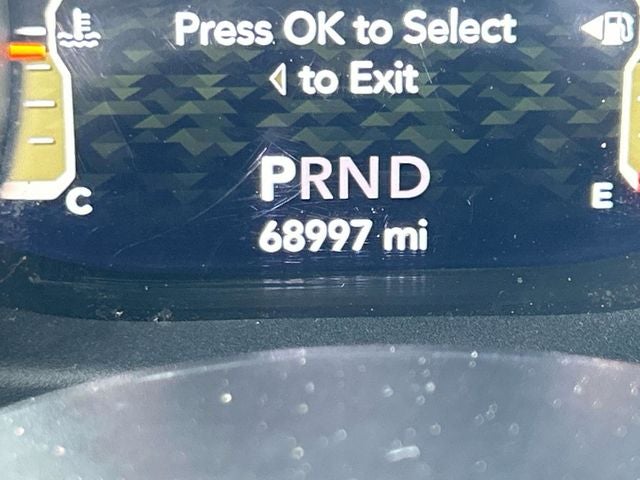 Press OK to Select
to Exit
PRND
C
E
68997 mi